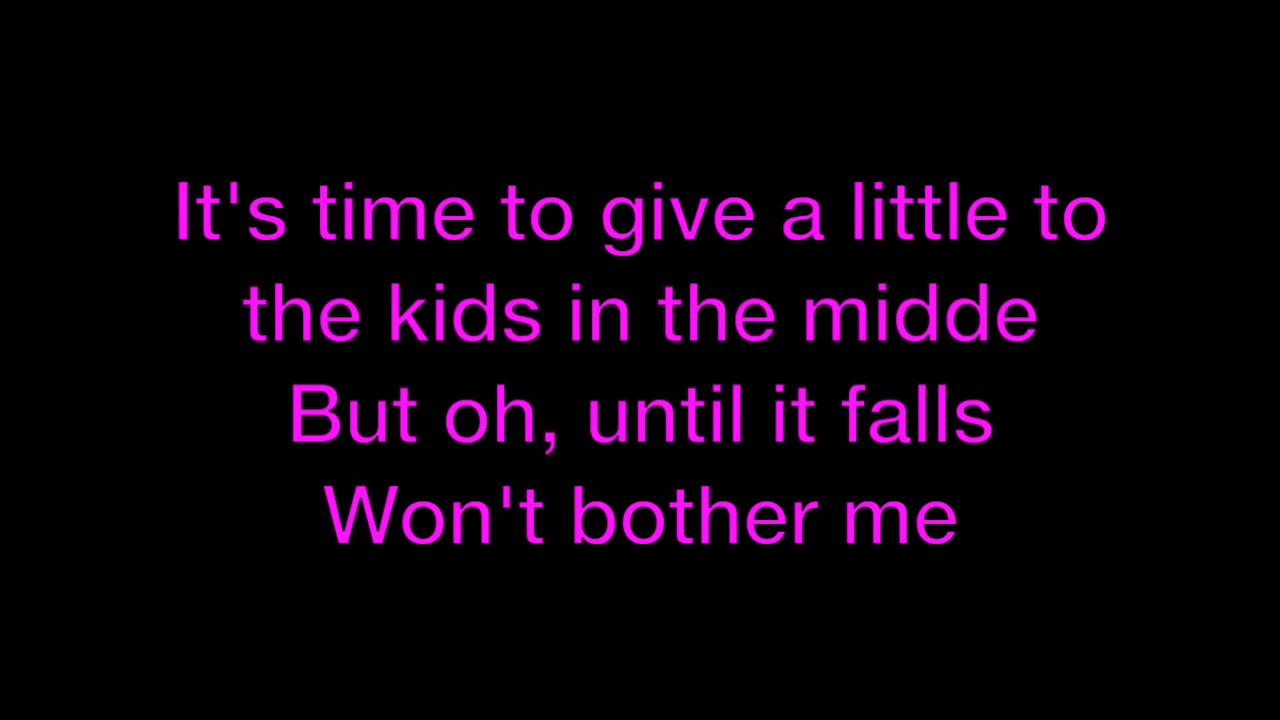 It's time to give a little to
the kids in the midde
But oh, until it falls
Won't bother me